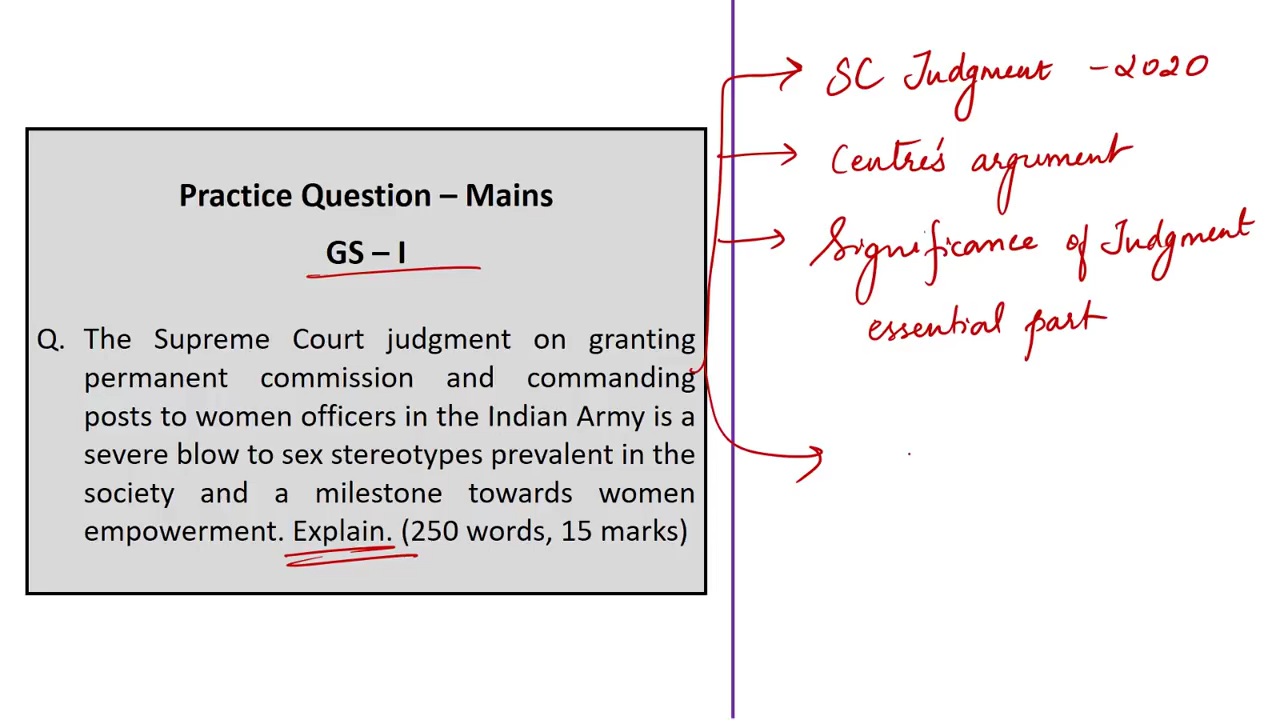 Practice Question – Mains
GS – I
Q. The Supreme Court judgment on granting
permanent commission and commanding
posts to women officers in the Indian Army is a
severe blow to sex stereotypes prevalent in the
society and a milestone towards women
empowerment. Explain. (250 words, 15 marks)
SC Judgment - 2020
Centre's argument
Significance of Judgment
essential part